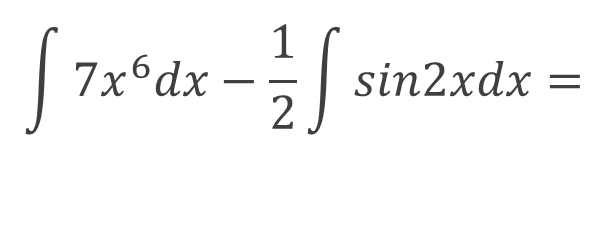 ∫ 7x⁶dx − 1/2 ∫ sin2xdx =